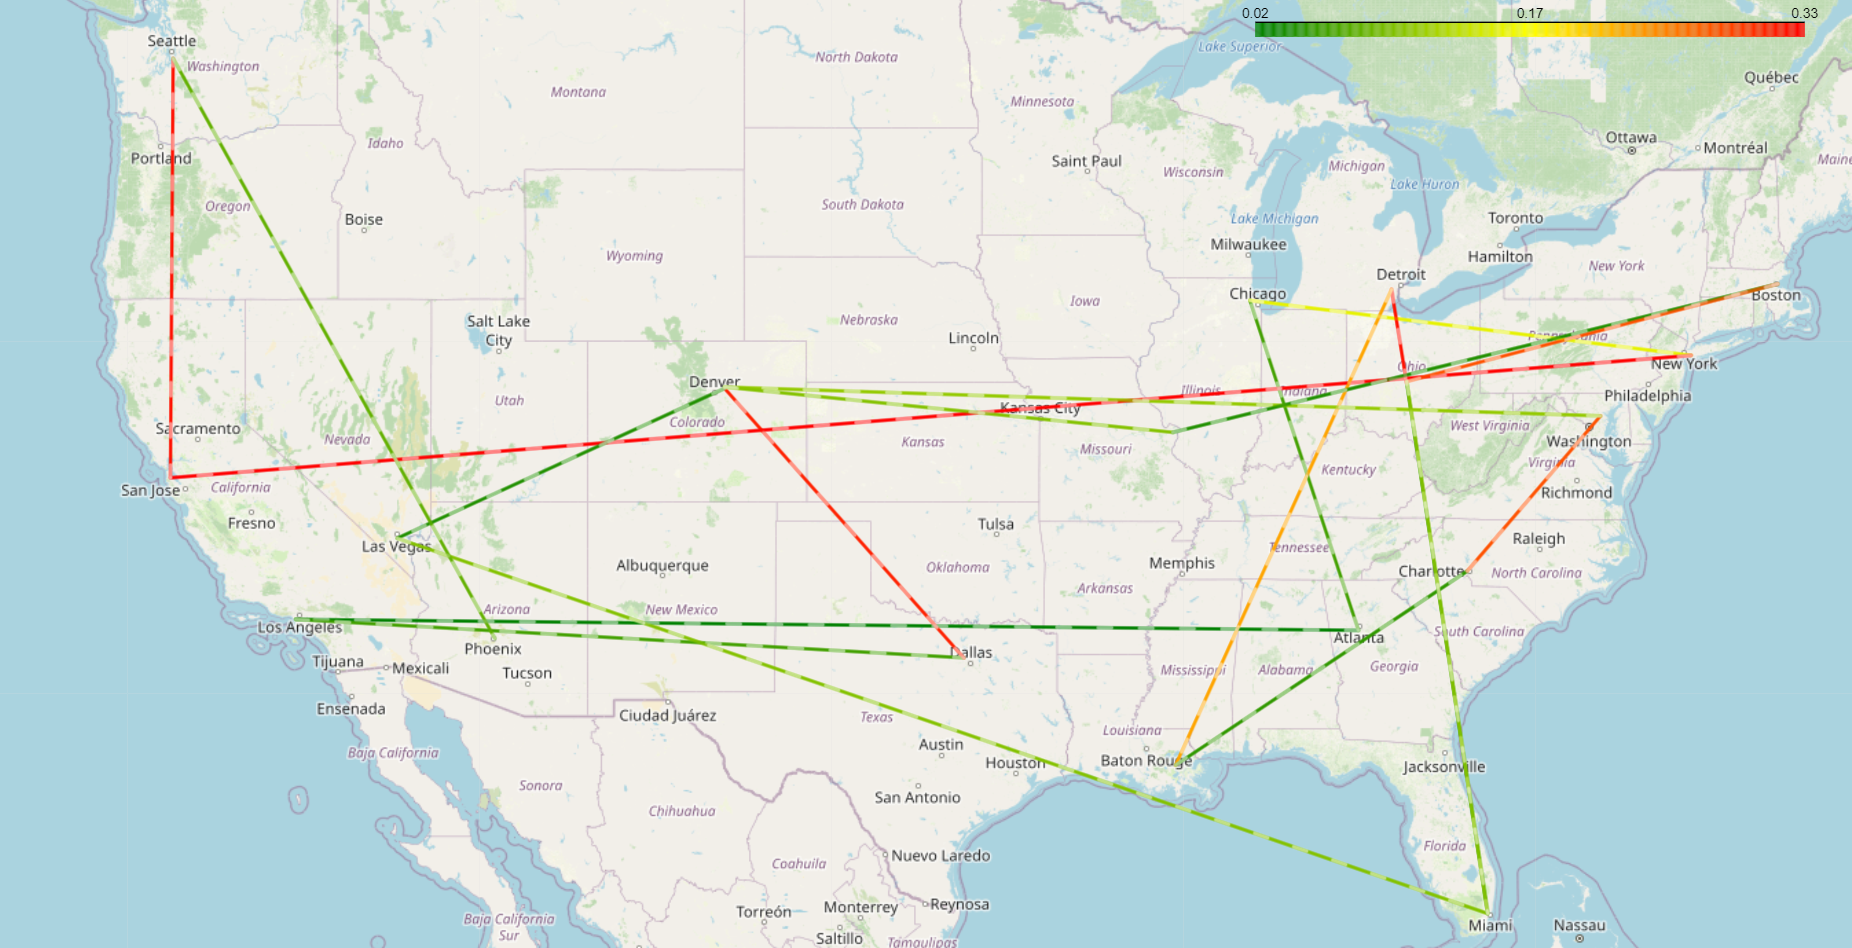 0.02 0.17 0.33
Seattle
Washington
North Dakota
Lake Superior
Québec
Montana
Minnesota
Ottawa
Montréal
Maine
Portland
Idaho
Saint Paul
Wisconsin
Michigan
Lake Huron
Oregon
Boise
South Dakota
Lake Michigan
Toronto
Milwaukee
Hamilton
Wyoming
New York
Detroit
Chicago
Boston
Iowa
Salt Lake
City
Nebraska
Lincoln
Pennsylvania
Ohio
New York
Denver
Utah
Illinois
Indiana
Philadelphia
Kansas City
Sacramento
Nevada
Colorado
Kansas
Missouri
West Virginia
Washington
Kentucky
Virginia
San Jose
California
Richmond
Fresno
Tulsa
Las Vegas
Tennessee
Raleigh
Albuquerque
Oklahoma
Memphis
Charlotte
North Carolina
Arkansas
Arizona
New Mexico
Los Angeles
Atlanta
South Carolina
Phoenix
Dallas
Tijuana
Mexicali
Tucson
Mississippi
Alabama
Georgia
Ensenada
Ciudad Juárez
Texas
Louisiana
Austin
Baja California
Houston
Baton Rouge
Jacksonville
Sonora
San Antonio
Chihuahua
Florida
Coahuila
Nuevo Laredo
Torreón
Monterrey
Reynosa
Baja California
Sur
Saltillo
Tamaulipas
Miami
Nassau